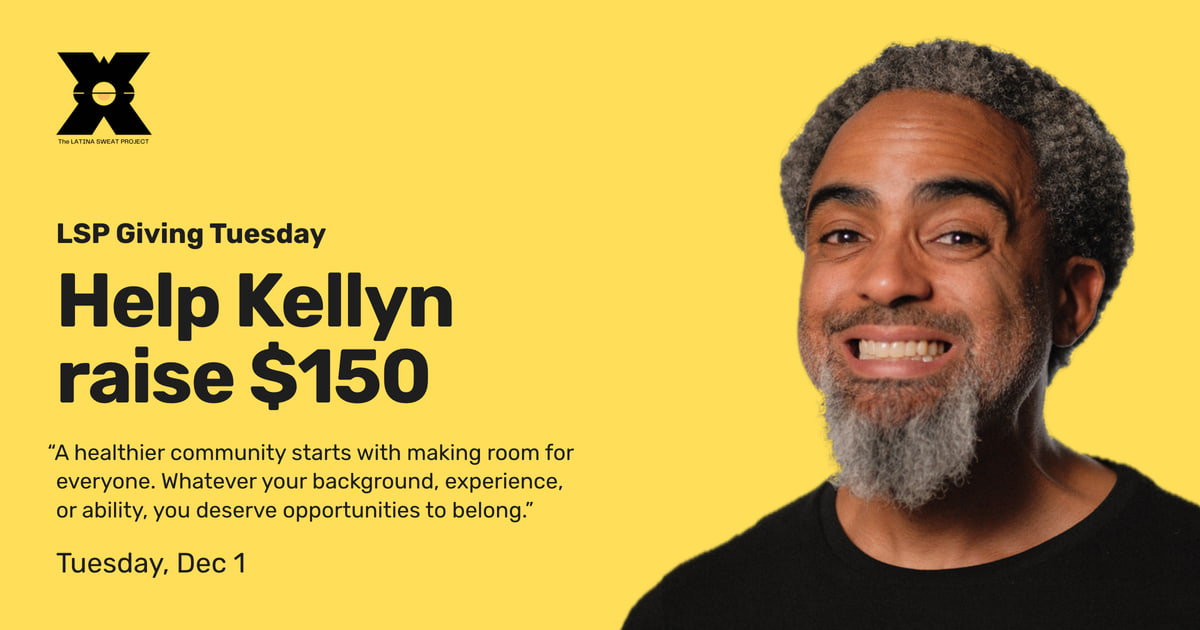 The LATINA SWEAT PROJECT
LSP Giving Tuesday
Help Kellyn
raise $150
“A healthier community starts with making room for
everyone. Whatever your background, experience,
or ability, you deserve opportunities to belong.”
Tuesday, Dec 1